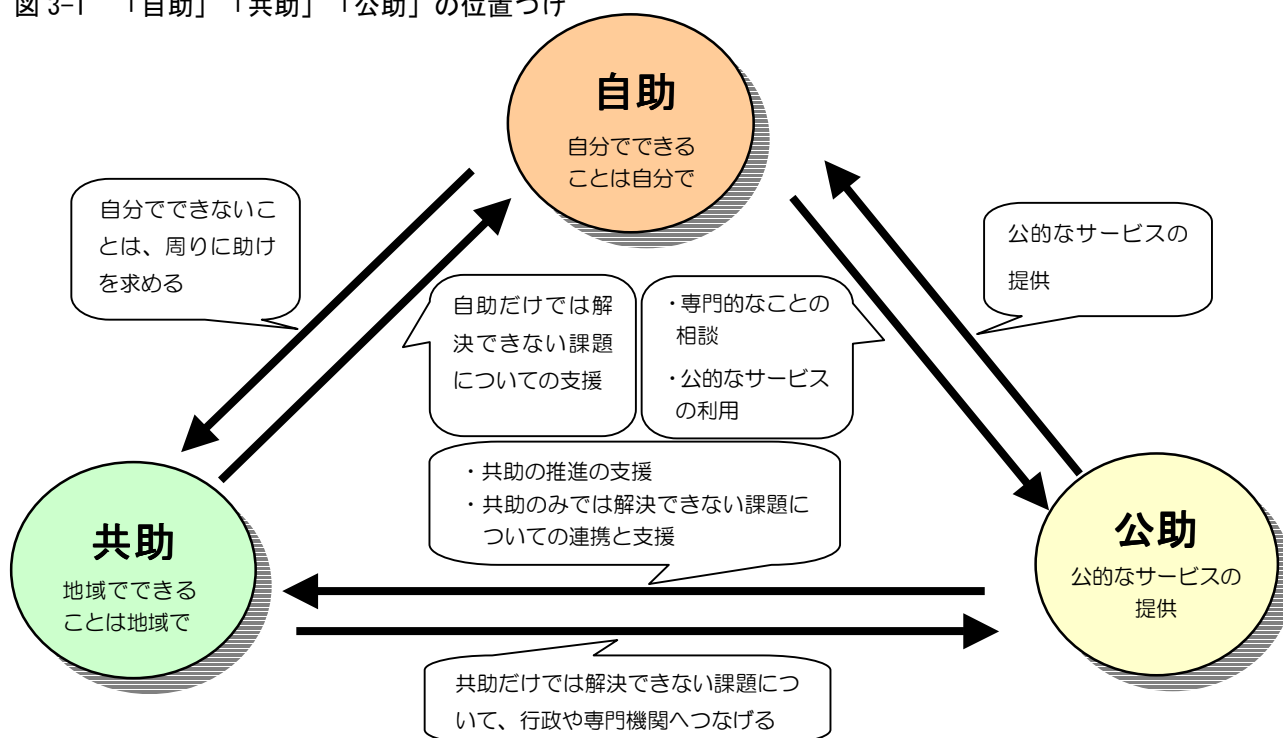 図 3-1 「自助」「共助」「公助」の位置づけ
自助
自分でできる
ことは自分で
自分でできないこ
とは、周りに助け
を求める
公的なサービスの
提供
自助だけでは解
決できない課題
についての支援
・専門的なことの
相談
・公的なサービス
の利用
・共助の推進の支援
・共助のみでは解決できない課題に
ついての連携と支援
共助
地域でできる
ことは地域で
公助
公的なサービスの
提供
共助だけでは解決できない課題につ
いて、行政や専門機関へつなげる